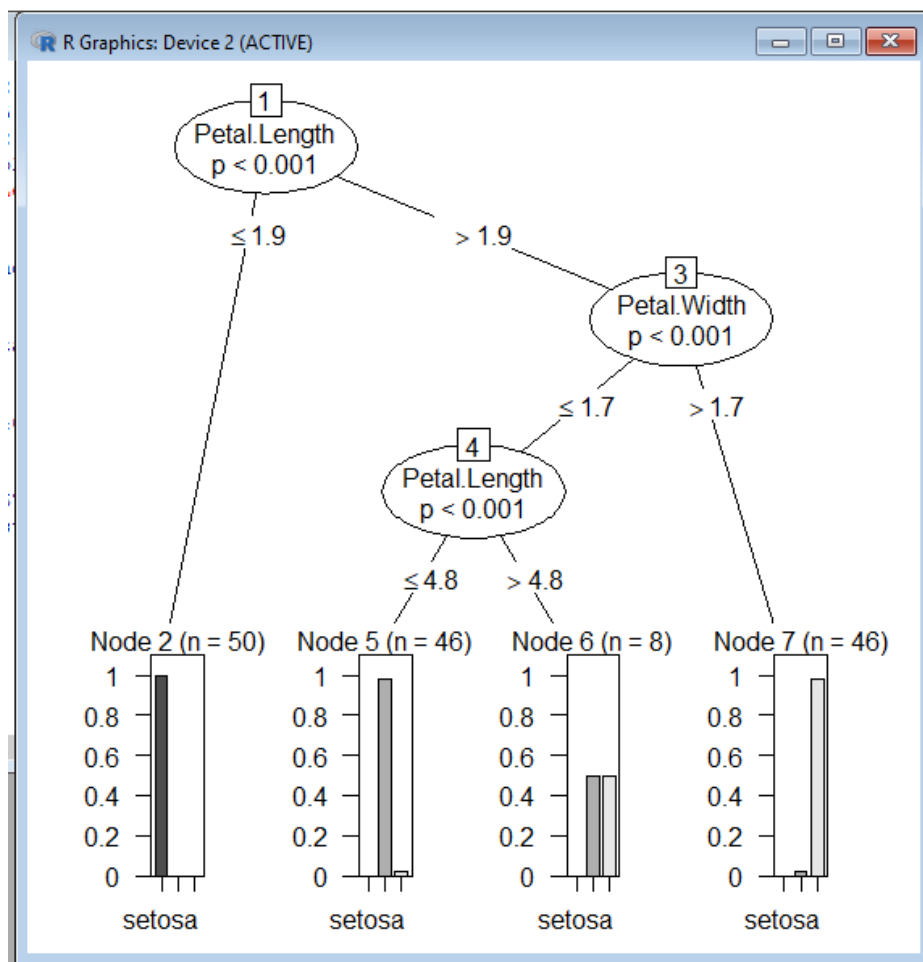 R Graphics: Device 2 (ACTIVE)
1
Petal.Length
p < 0.001
≤ 1.9
> 1.9
3
Petal.Width
p < 0.001
≤ 1.7
> 1.7
4
Petal.Length
p < 0.001
≤ 4.8
> 4.8
Node 2 (n = 50)
1
0.8
0.6
0.4
0.2
0
setosa
Node 5 (n = 46)
1
0.8
0.6
0.4
0.2
0
setosa
Node 6 (n = 8)
1
0.8
0.6
0.4
0.2
0
setosa
Node 7 (n = 46)
1
0.8
0.6
0.4
0.2
0
setosa